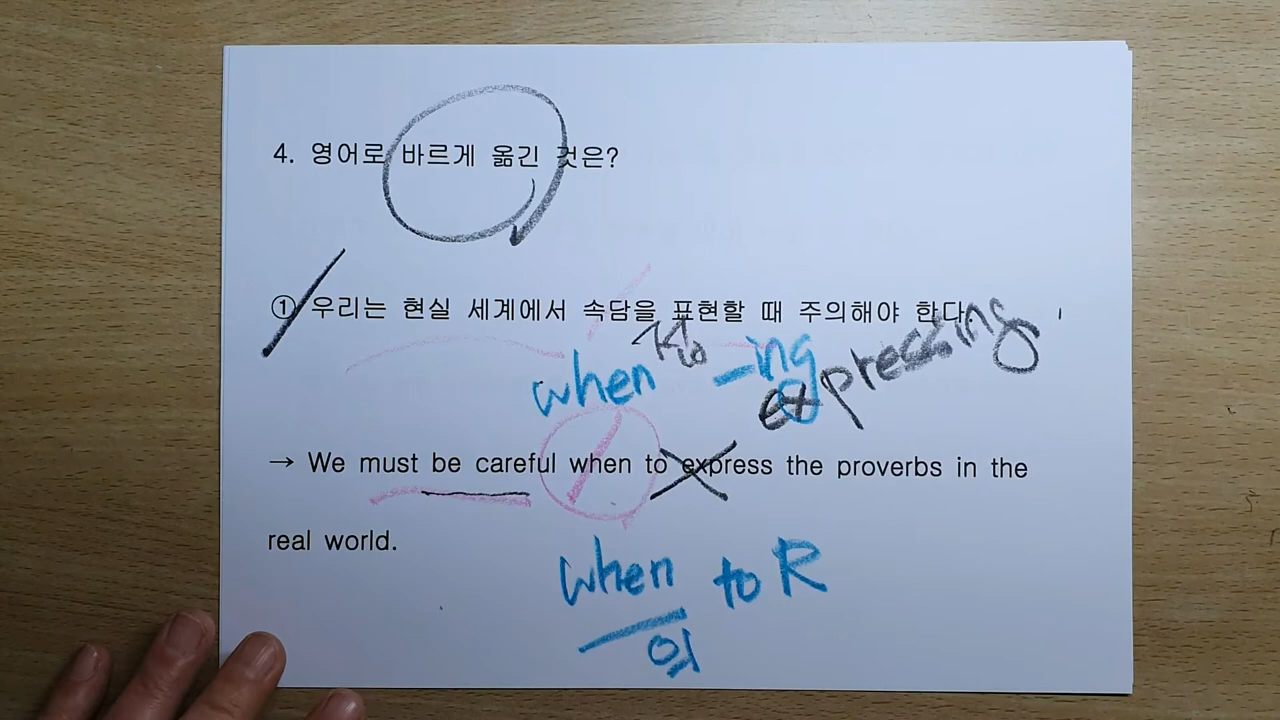 4. 영어로 바르게 옮긴 것은?
① 우리는 현실 세계에서 속담을 표현할 때 주의해야 한다.
when -ing
expressing
→ We must be careful when to express the proverbs in the
real world.
when to R
의